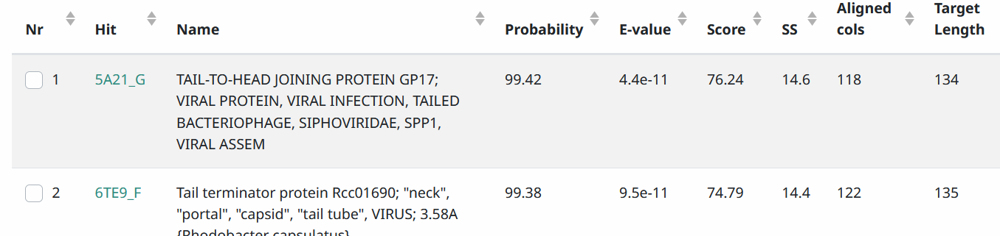 Nr Hit Name Probability E-value Score SS Aligned cols Target Length
1 5A21_G TAIL-TO-HEAD JOINING PROTEIN GP17; 99.42 4.4e-11 76.24 14.6 118 134
VIRAL PROTEIN, VIRAL INFECTION, TAILED
BACTERIOPHAGE, SIPHOVIRIDAE, SPP1,
VIRAL ASSEM
2 6TE9_F Tail terminator protein Rcc01690; "neck", 99.38 9.5e-11 74.79 14.4 122 135
"portal", "capsid", "tail tube", VIRUS; 3.58A
{Rhodobacter capsulatus}